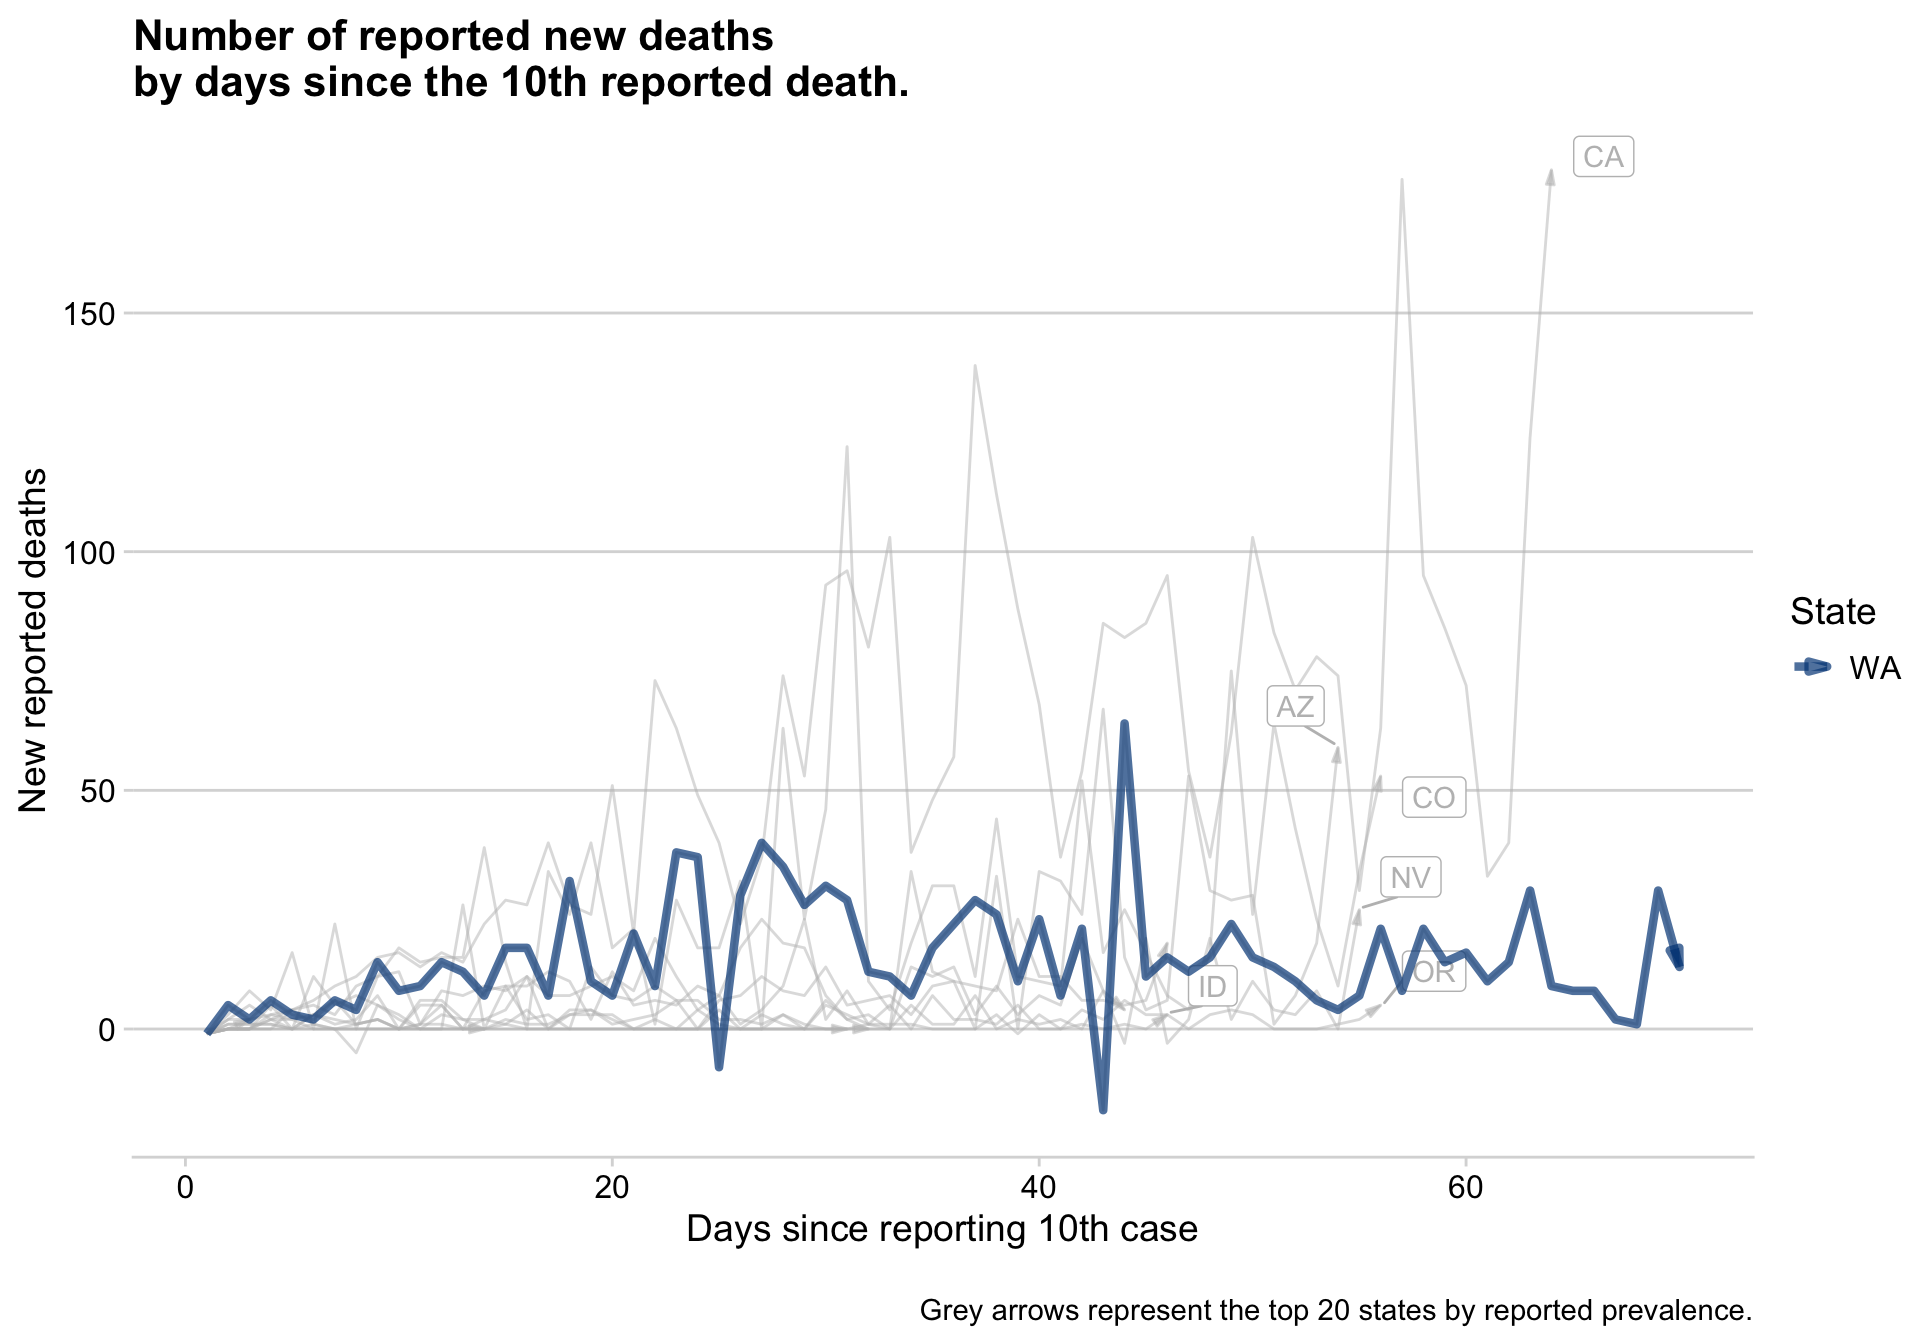 Number of reported new deaths
by days since the 10th reported death.
CA
150
100
AZ
50
CO
NV
OR
ID
0
New reported deaths
0 20 40 60
Days since reporting 10th case
State
WA
Grey arrows represent the top 20 states by reported prevalence.